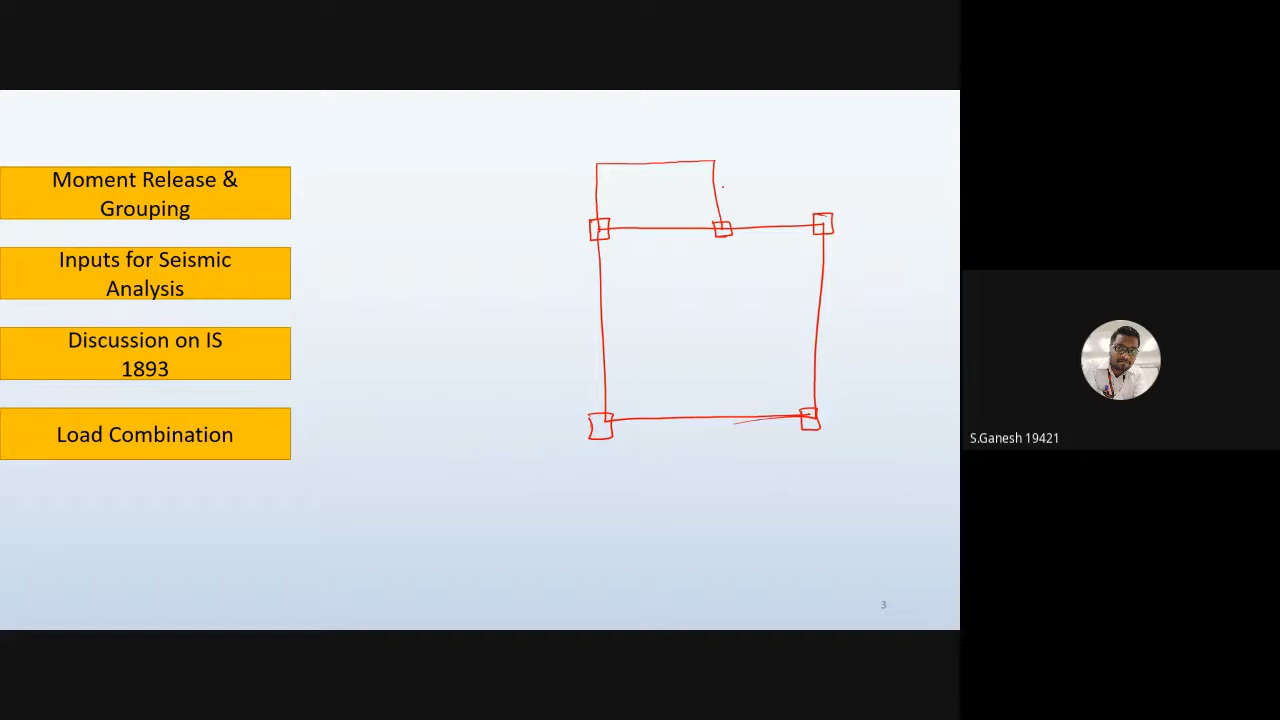 Moment Release &
Grouping
Inputs for Seismic
Analysis
Discussion on IS
1893
Load Combination
S.Ganesh 19421
3